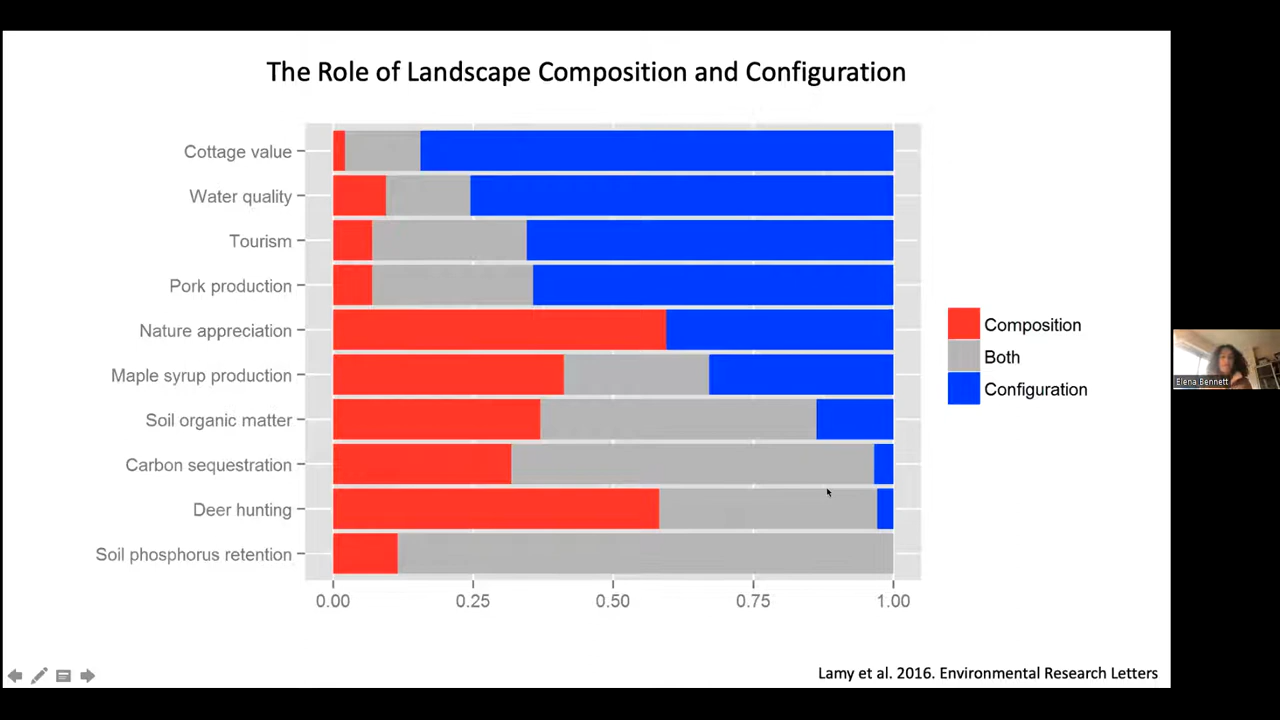 The Role of Landscape Composition and Configuration
Cottage value
Water quality
Tourism
Pork production
Nature appreciation
Maple syrup production
Soil organic matter
Carbon sequestration
Deer hunting
Soil phosphorus retention
0.00 0.25 0.50 0.75 1.00
Composition
Both
Configuration
Elena Bennett
Lamy et al. 2016. Environmental Research Letters